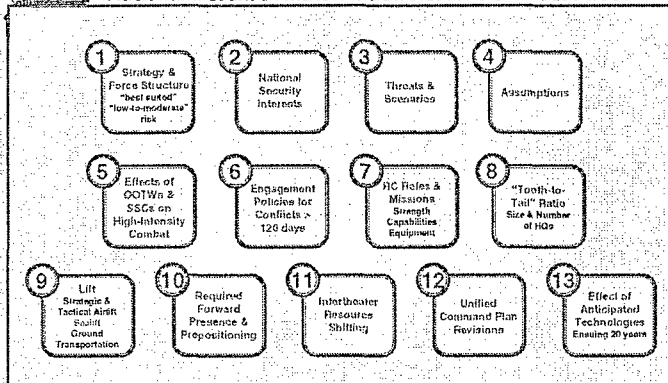 1
Strategy &
Force Structure
"best suited"
"low-to-moderate"
risk
2
National
Security
Interests
3
Threats &
Scenarios
4
Assumptions
5
Effects of
OOTWs &
SSCs on
High-Intensity
Combat
6
Engagement
Policies for
Conflicts >
120 days
7
RC Roles &
Missions
Strength
Capabilities
Equipment
8
"Tooth-to-
Tail" Ratio
Size & Number
of HQs
9
Lift
Strategic &
Tactical Airlift
Sealift
Ground
Transportation
10
Required
Forward
Presence &
Prepositioning
11
Intertheater
Resource
Shifting
12
Unified
Command Plan
Revisions
13
Effect of
Anticipated
Technologies
Ensuing 20 years